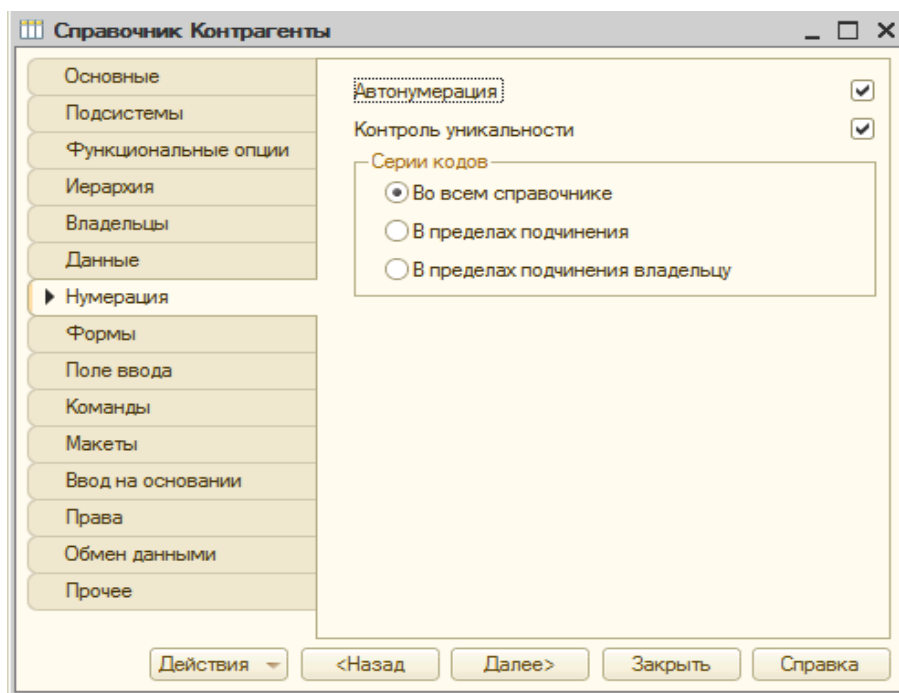 Справочник Контрагенты
Основные
Подсистемы
Функциональные опции
Иерархия
Владельцы
Данные
Нумерация
Формы
Поле ввода
Команды
Макеты
Ввод на основании
Права
Обмен данными
Прочее
Автонумерация
Контроль уникальности
Серии кодов
Во всем справочнике
В пределах подчинения
В пределах подчинения владельцу
Действия
<Назад
Далее>
Закрыть
Справка